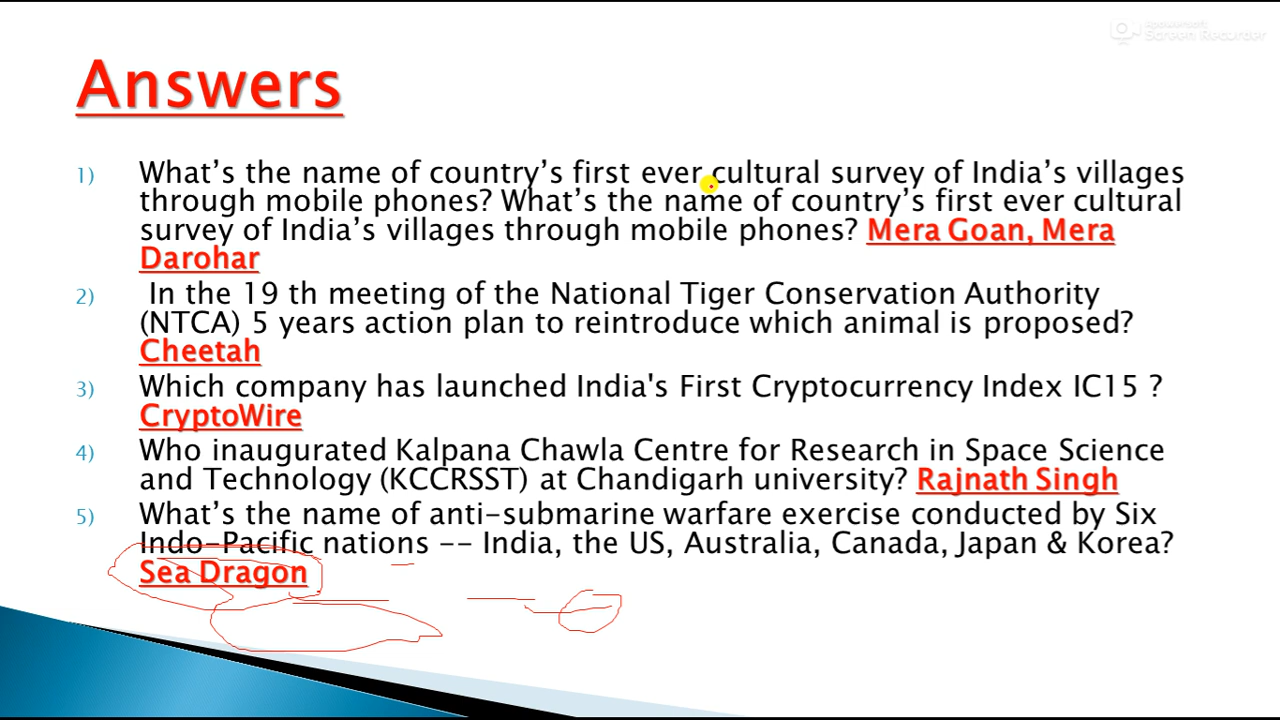 Apowersoft
Screen Recorder
Answers
1) What’s the name of country’s first ever cultural survey of India’s villages
through mobile phones? What’s the name of country’s first ever cultural
survey of India’s villages through mobile phones? Mera Goan, Mera
Darohar
2) In the 19 th meeting of the National Tiger Conservation Authority
(NTCA) 5 years action plan to reintroduce which animal is proposed?
Cheetah
3) Which company has launched India's First Cryptocurrency Index IC15 ?
CryptoWire
4) Who inaugurated Kalpana Chawla Centre for Research in Space Science
and Technology (KCCRSST) at Chandigarh university? Rajnath Singh
5) What’s the name of anti-submarine warfare exercise conducted by Six
Indo-Pacific nations -- India, the US, Australia, Canada, Japan & Korea?
Sea Dragon